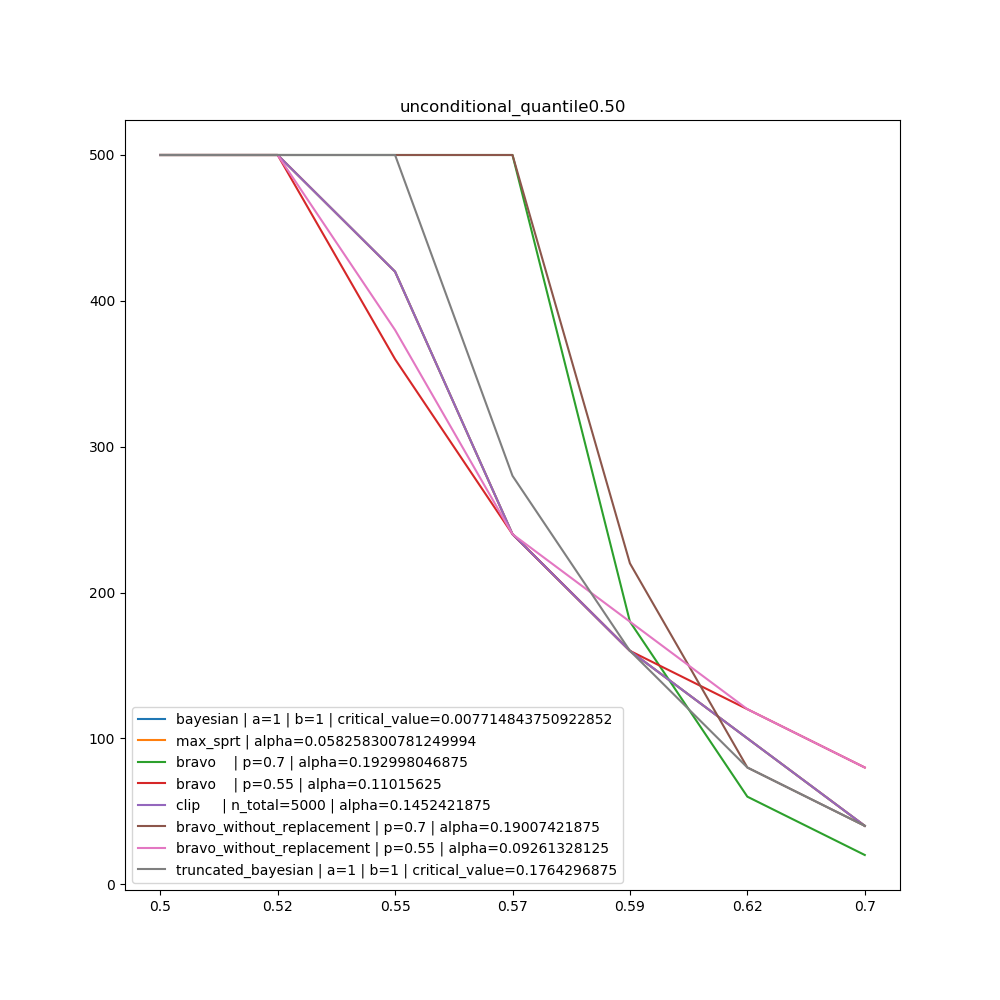 unconditional_quantile0.50
500
400
300
200
100
0
bayesian | a=1 | b=1 | critical_value=0.007714843750922852
max_sprt | alpha=0.058258300781249994
bravo    | p=0.7 | alpha=0.192998046875
bravo    | p=0.55 | alpha=0.11015625
clip     | n_total=5000 | alpha=0.1452421875
bravo_without_replacement | p=0.7 | alpha=0.19007421875
bravo_without_replacement | p=0.55 | alpha=0.09261328125
truncated_bayesian | a=1 | b=1 | critical_value=0.1764296875
0.5 0.52 0.55 0.57 0.59 0.62 0.7